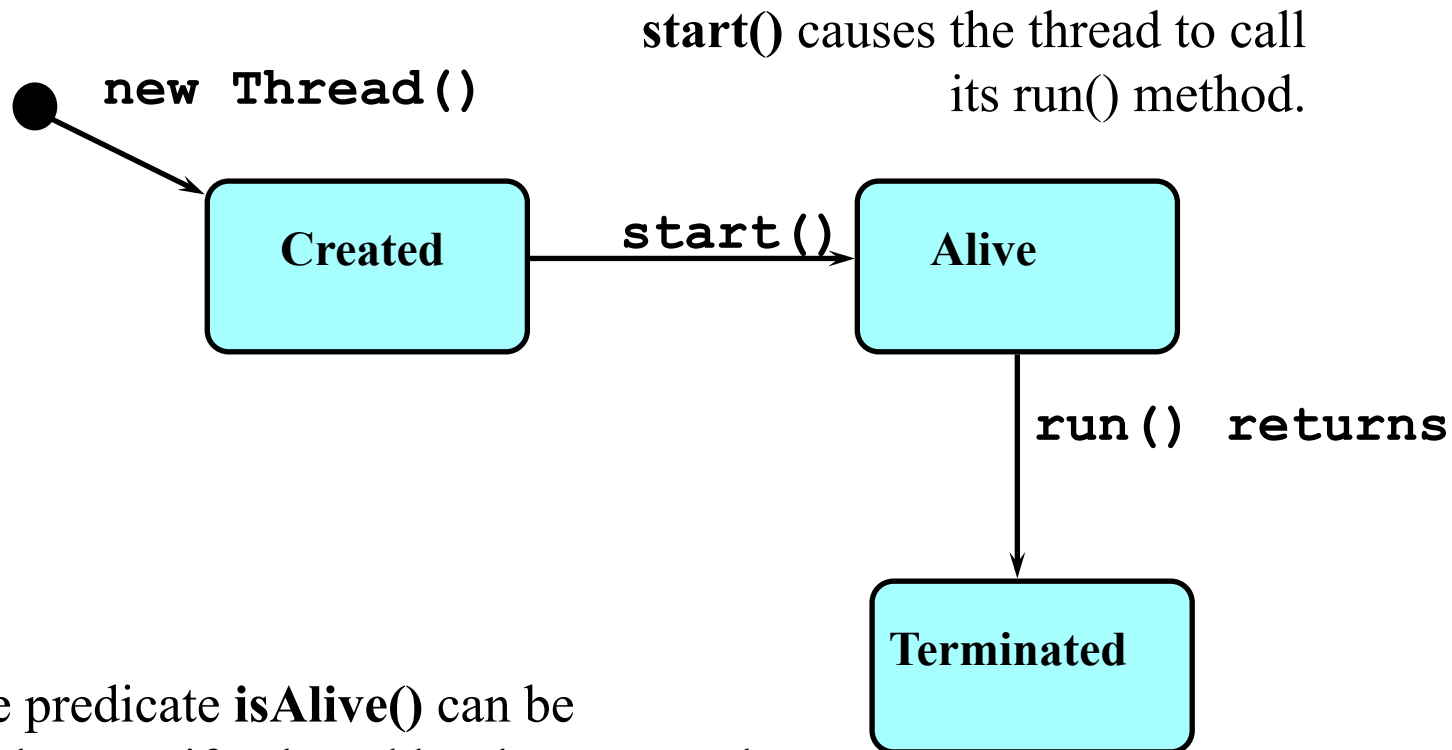 start() causes the thread to call
its run() method.
new Thread()
Created
start()
Alive
run() returns
Terminated
predicate isAlive() can be